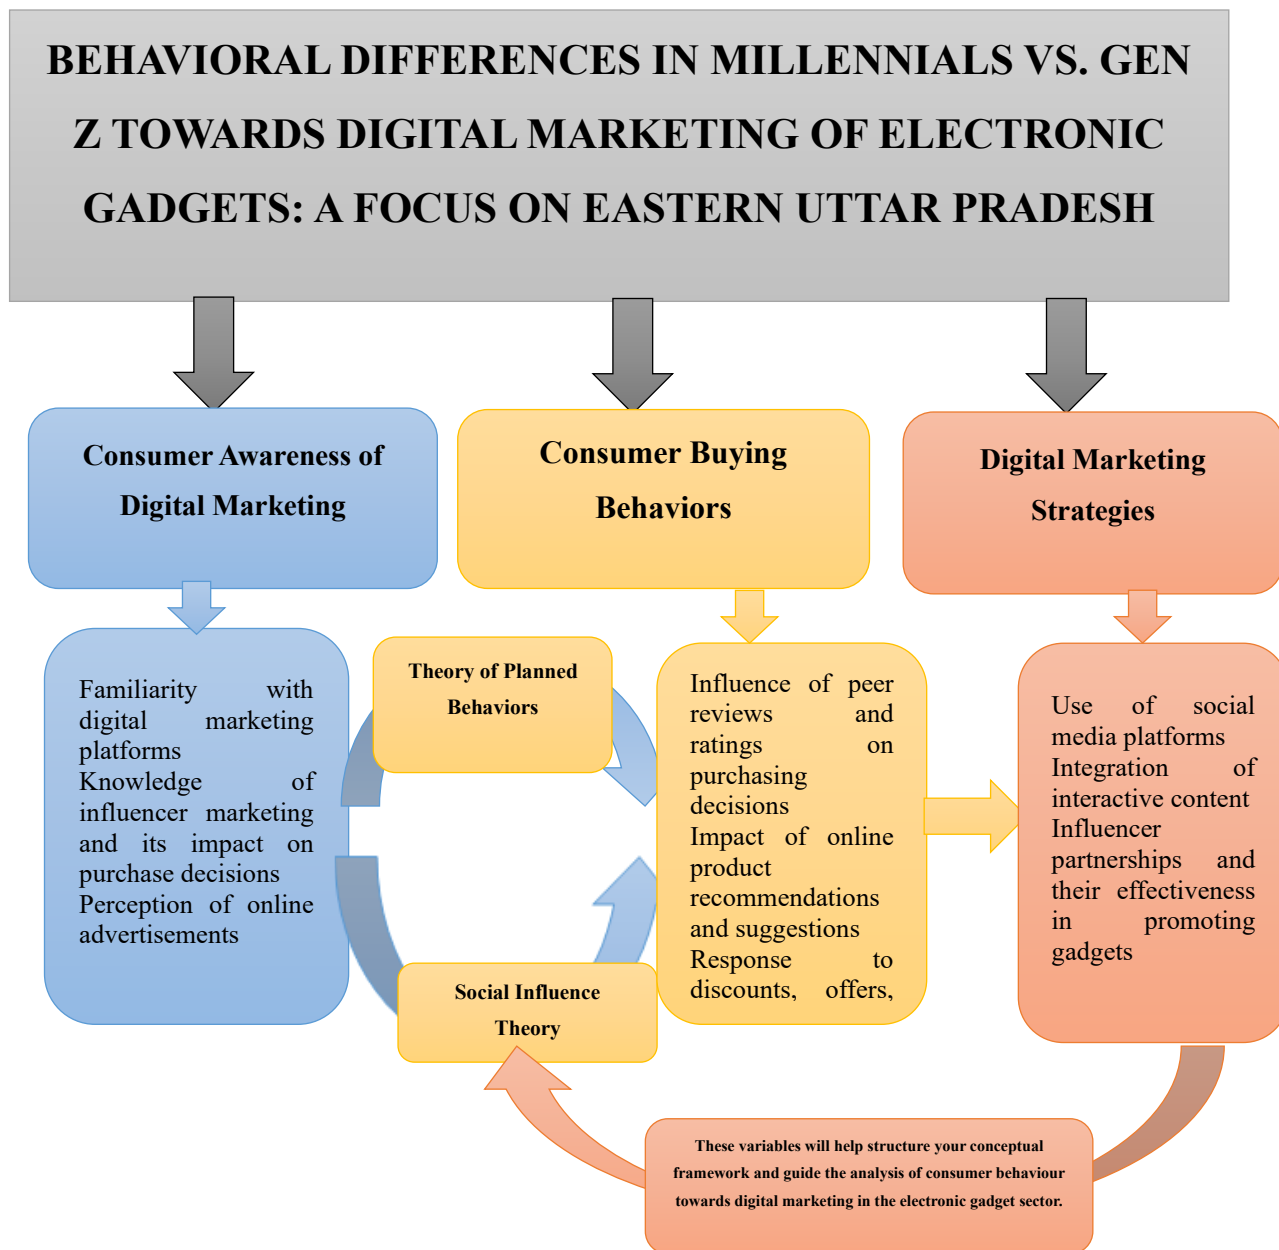 BEHAVIORAL DIFFERENCES IN MILLENNIALS VS. GEN
Z TOWARDS DIGITAL MARKETING OF ELECTRONIC
GADGETS: A FOCUS ON EASTERN UTTAR PRADESH
Consumer Awareness of
Digital Marketing
Consumer Buying
Behaviors
Digital Marketing
Strategies
Familiarity with
digital marketing
platforms
Knowledge of
influencer marketing
and its impact on
purchase decisions
Perception of online
advertisements
Theory of Planned
Behaviors
Social Influence
Theory
Influence of peer
reviews and
ratings on
purchasing
decisions
Impact of online
product
recommendations
and suggestions
Response to
discounts, offers,
Use of social
media platforms
Integration of
interactive content
Influencer
partnerships and
their effectiveness
in promoting
gadgets
These variables will help structure your conceptual
framework and guide the analysis of consumer behaviour
towards digital marketing in the electronic gadget sector.